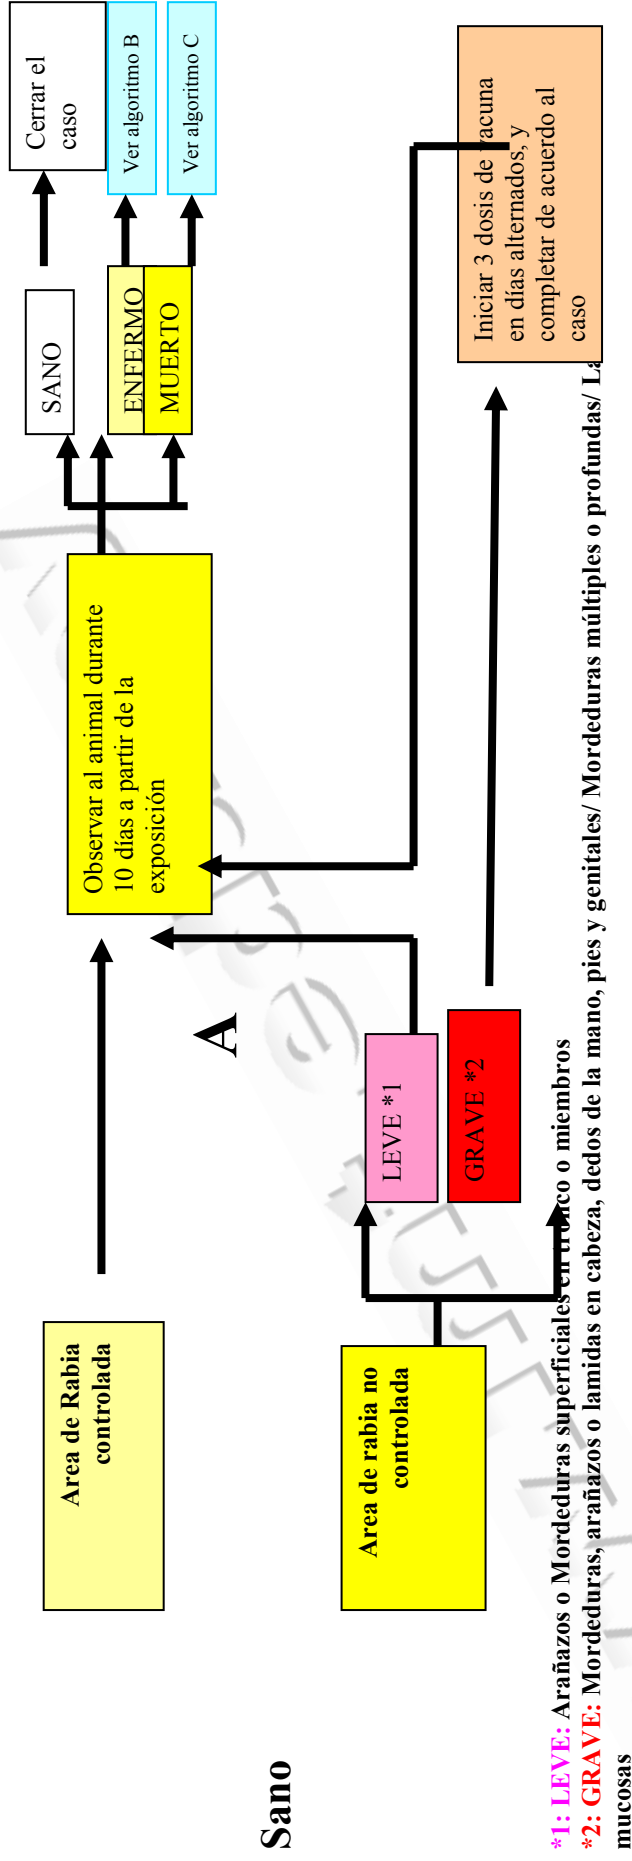 Sano
Area de Rabia
controlada
Area de rabia no
controlada
A
LEVE *1
GRAVE *2
Observar al animal durante
10 días a partir de la
exposición
SANO
ENFERMO
MUERTO
Cerrar el
caso
Ver algoritmo B
Ver algoritmo C
Iniciar 3 dosis de vacuna
en días alternados, y
completar de acuerdo al
caso
*1: LEVE: Arañazos o Mordeduras superficiales en tronco o miembros
*2: GRAVE: Mordeduras, arañazos o lamidas en cabeza, dedos de la mano, pies y genitales/ Mordeduras múltiples o profundas/
mucosas